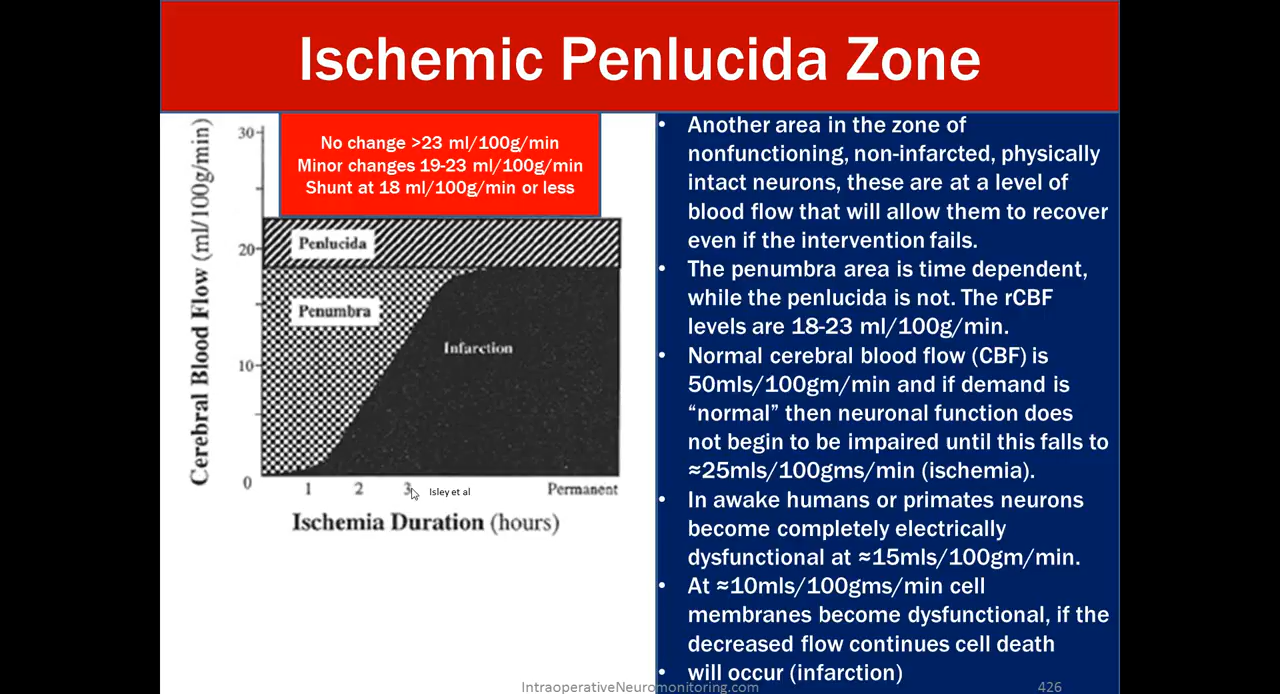 Ischemic Penlucida Zone
No change >23 ml/100g/min
Minor changes 19-23 ml/100g/min
Shunt at 18 ml/100g/min or less
Cerebral Blood Flow (ml/100g/min)
30
20
10
0
Penlucida
Penumbra
Infarction
1 2 3 Permanent
Isley et al
Ischemia Duration (hours)
• Another area in the zone of
nonfunctioning, non-infarcted, physically
intact neurons, these are at a level of
blood flow that will allow them to recover
even if the intervention fails.
• The penumbra area is time dependent,
while the penlucida is not. The rCBF
levels are 18-23 ml/100g/min.
• Normal cerebral blood flow (CBF) is
50mls/100gm/min and if demand is
“normal” then neuronal function does
not begin to be impaired until this falls to
≈25mls/100gms/min (ischemia).
• In awake humans or primates neurons
become completely electrically
dysfunctional at ≈15mls/100gm/min.
• At ≈10mls/100gms/min cell
membranes become dysfunctional, if the
decreased flow continues cell death
• will occur (infarction)
IntraoperativeNeuromonitoring.com
426